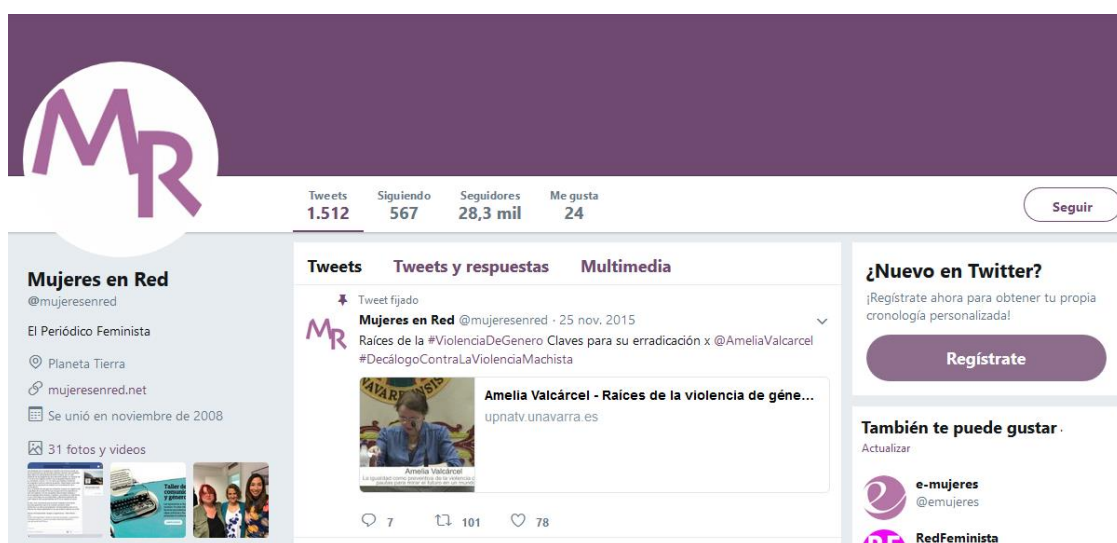 MR
Tweets Siguiendo Seguidores Me gusta
1.512 567 28,3 mil 24
Seguir
Mujeres en Red
@mujeresenred
El Periódico Feminista
Planeta Tierra
mujeresenred.net
Se unió en noviembre de 2008
31 fotos y videos
Taller de
Tweets Tweets y respuestas Multimedia
Tweet fijado
Mujeres en Red @mujeresenred · 25 nov. 2015
MR
Raíces de la #ViolenciaDeGenero Claves para su erradicación x @AmeliaValcarcel
#DecálogoContraLaViolenciaMachista
Amelia Valcárcel - Raíces de la violencia de géne...
upnatv.unavarra.es
Amelia Valcárcel
7 101 78
¿Nuevo en Twitter?
¡Regístrate ahora para obtener tu propia
cronología personalizada!
Regístrate
También te puede gustar ·
Actualizar
e-mujeres
@emujeres
RedFeminista